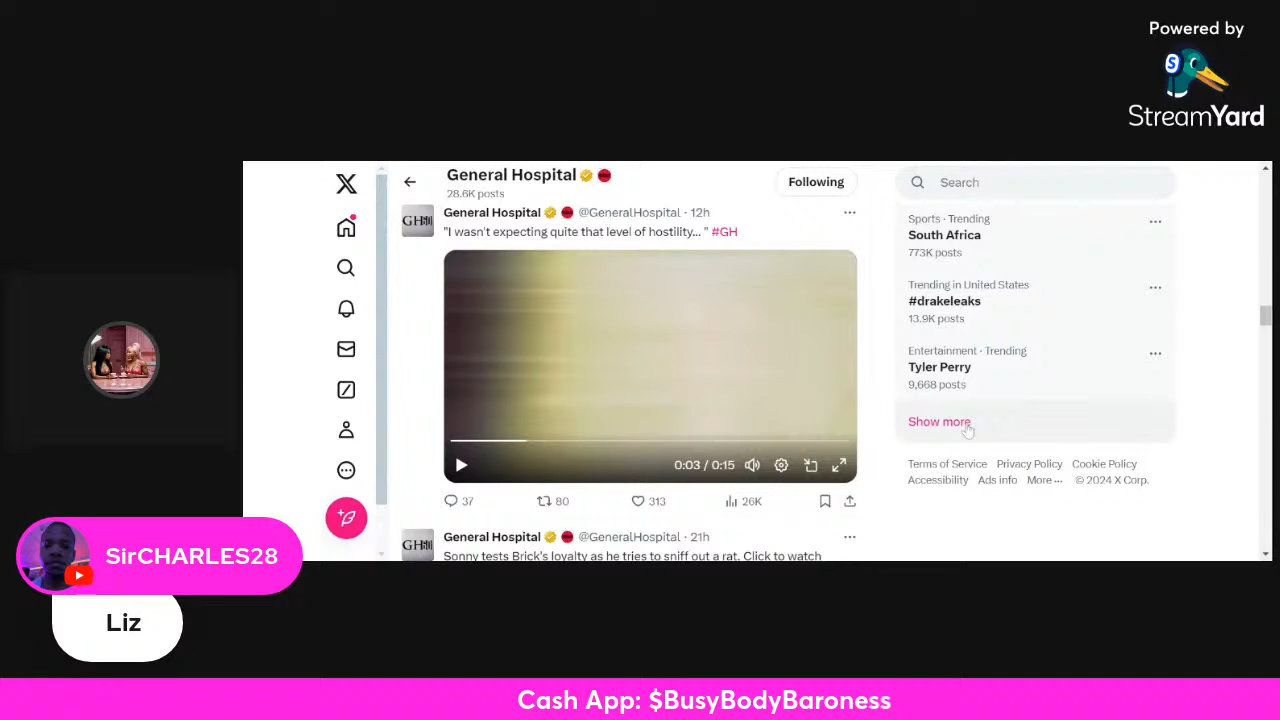 Powered by
StreamYard
General Hospital
28.6K posts
Following
General Hospital @GeneralHospital · 12h
"I wasn't expecting quite that level of hostility... " #GH
0:03 / 0:15
37 80 313 26K
General Hospital @GeneralHospital · 21h
Sonny tests Brick's loyalty as he tries to sniff out a rat. Click to watch
Search
Sports · Trending
South Africa
773K posts
Trending in United States
#drakeleaks
13.9K posts
Entertainment · Trending
Tyler Perry
9,668 posts
Show more
Terms of Service Privacy Policy Cookie Policy
Accessibility Ads info More ··· © 2024 X Corp.
SirCHARLES28
Liz
Cash App: $BusyBodyBaroness